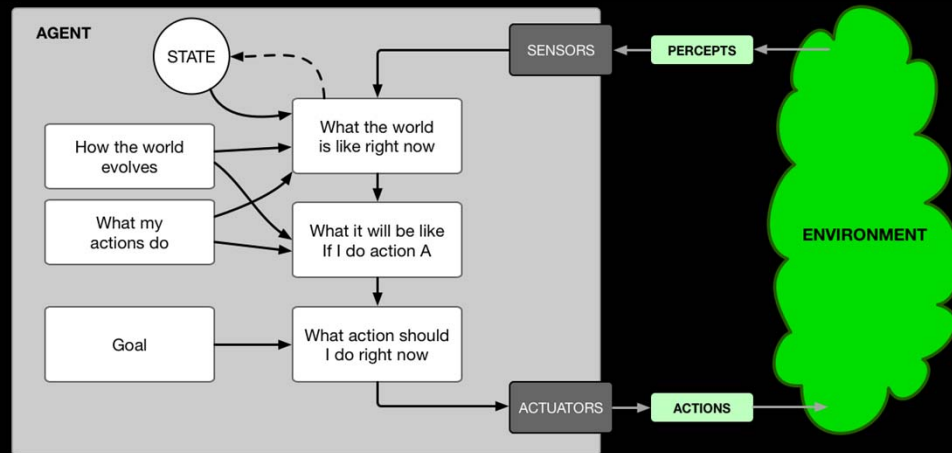 AGENT
STATE
SENSORS
PERCEPTS
What the world
is like right now
How the world
evolves
What my
actions do
What it will be like
If I do action A
ENVIRONMENT
Goal
What action should
I do right now
ACTUATORS
ACTIONS